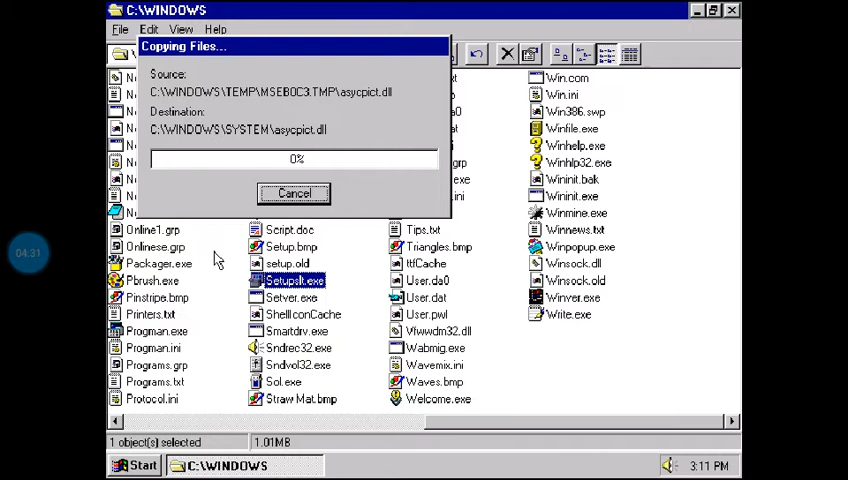 C:\WINDOWS
File Edit View Help
Copying Files...
Source:
C:\WINDOWS\TEMP\MSEB0C3.TMP\asycpict.dll
Destination:
C:\WINDOWS\SYSTEM\asycpict.dll
0%
Cancel
Win.com
Win.ini
Win386.swp
Winfile.exe
Winhelp.exe
Winhlp32.exe
Wininit.bak
Wininit.exe
Winmine.exe
Online1.grp Script.doc Tips.txt Winnews.txt
Onlinese.grp Setup.bmp Triangles.bmp Winpopup.exe
Packager.exe setup.old ttfCache Winsock.dll
Pbrush.exe Setupslt.exe User.da0 Winsock.old
Pinstripe.bmp Setver.exe User.dat Winver.exe
Printers.txt ShellIconCache User.pwl Write.exe
Progman.exe Smartdrv.exe Vfwwdm32.dll
Progman.ini Sndrec32.exe Wabmig.exe
Programs.grp Sndvol32.exe Wavemix.ini
Programs.txt Sol.exe Waves.bmp
Protocol.ini Straw Mat.bmp Welcome.exe
1 object(s) selected 1.01MB
Start C:\WINDOWS 3:11 PM
04:31